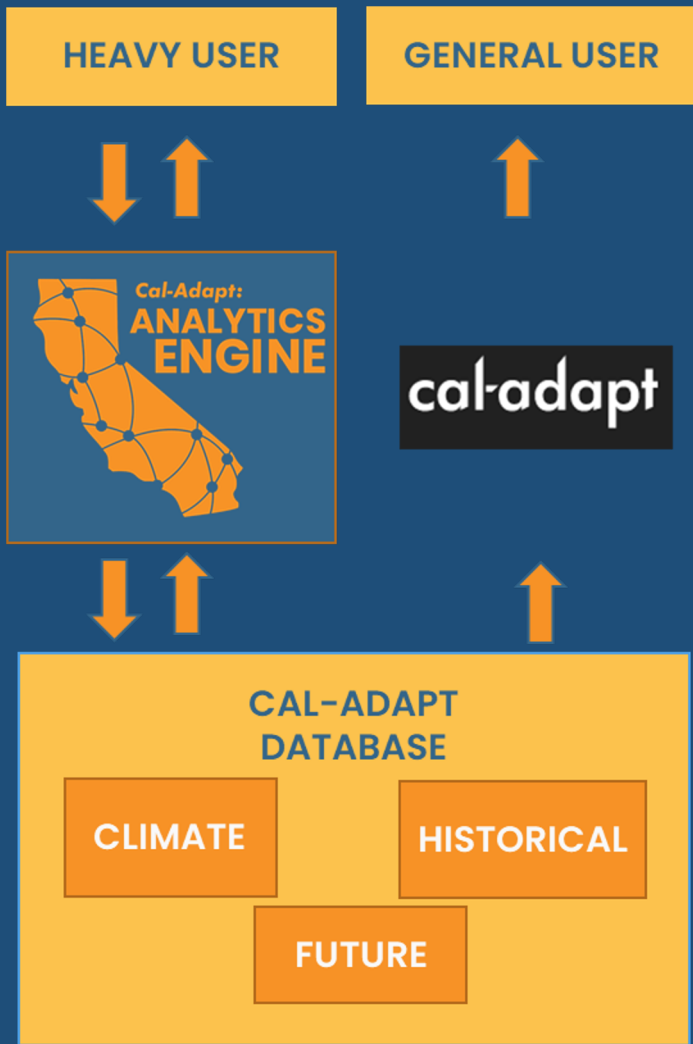 HEAVY USER
GENERAL USER
Cal-Adapt:
ANALYTICS
ENGINE
cal-adapt
CAL-ADAPT
DATABASE
CLIMATE
HISTORICAL
FUTURE